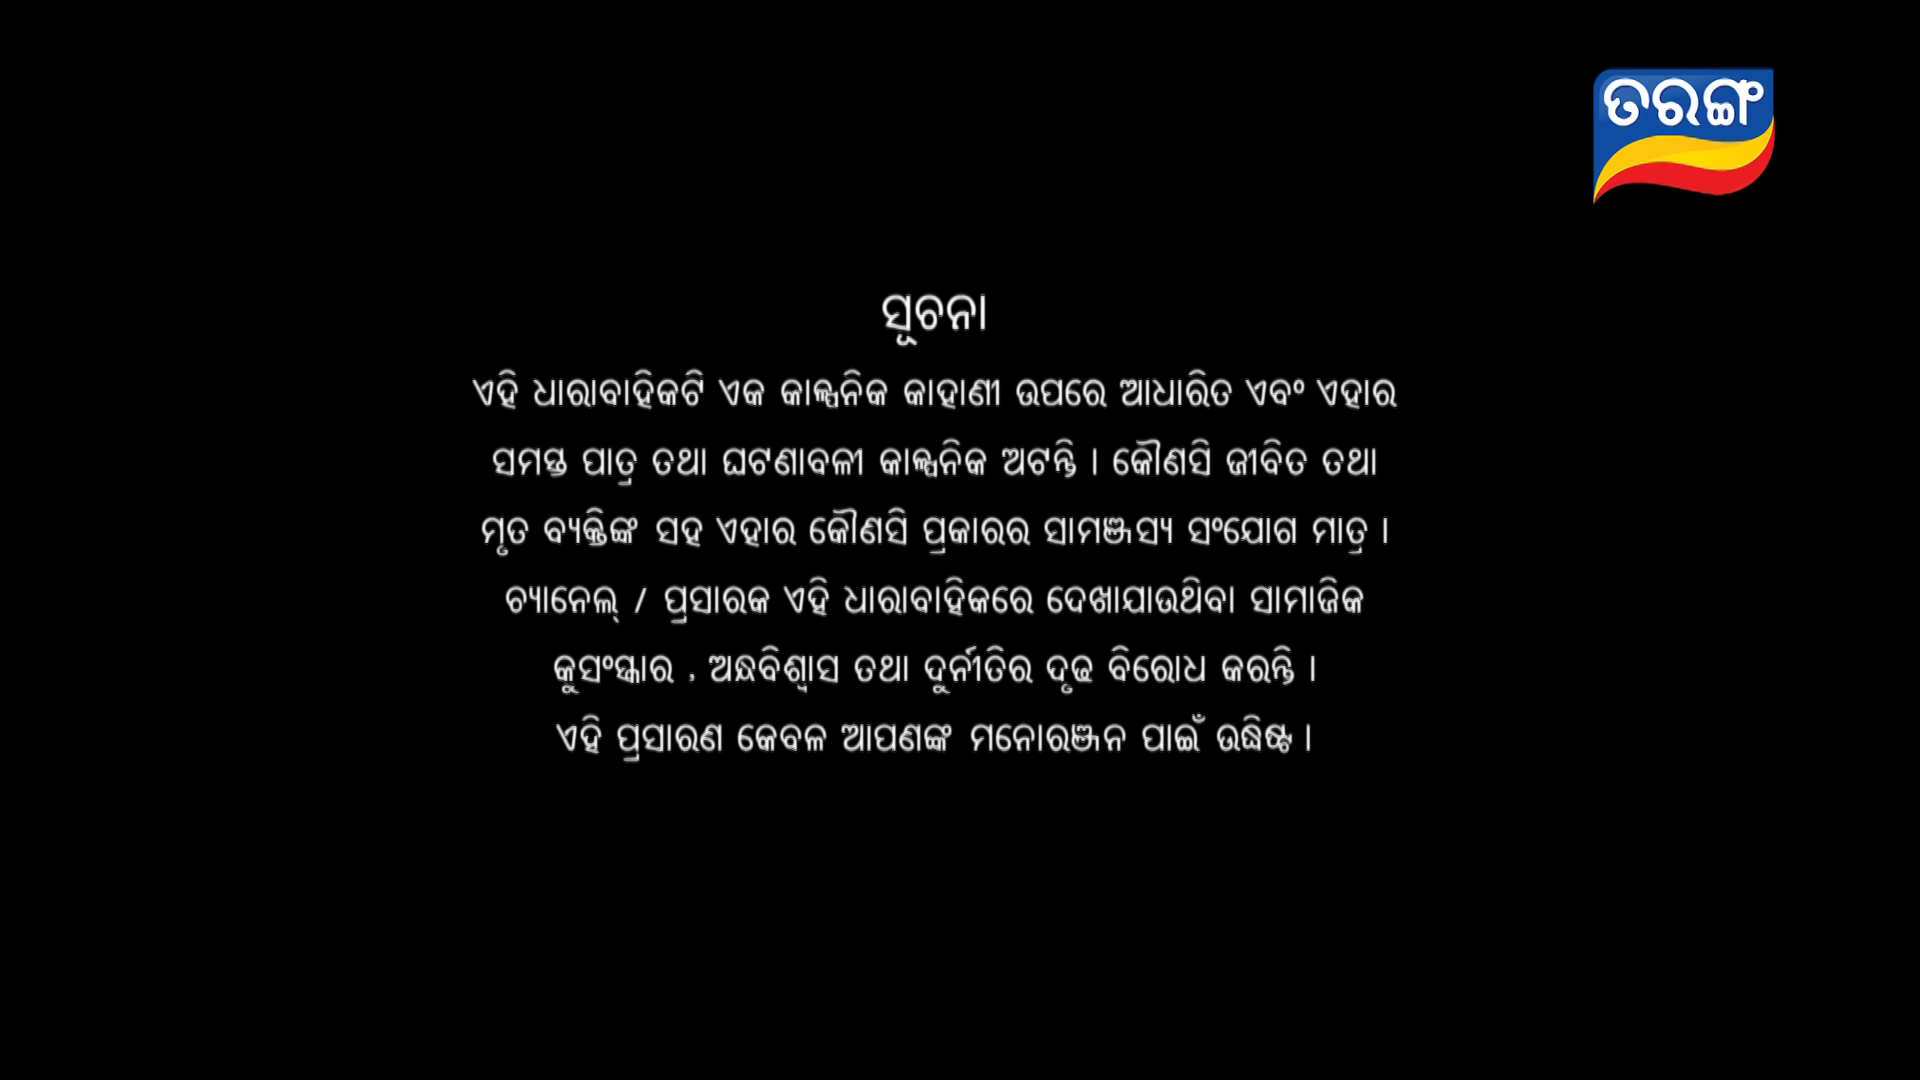 ତରଙ୍ଗ
ସୂଚନା
ଏହି ଧାରାବାହିକଟି ଏକ କାଳ୍ପନିକ କାହାଣୀ ଉପରେ ଆଧାରିତ ଏବଂ ଏହାର
ସମସ୍ତ ପାତ୍ର ତଥା ଘଟଣାବଳୀ କାଳ୍ପନିକ ଅଟନ୍ତି । କୌଣସି ଜୀବିତ ତଥା
ମୃତ ବ୍ୟକ୍ତିଙ୍କ ସହ ଏହାର କୌଣସି ପ୍ରକାରର ସାମଞ୍ଜସ୍ୟ ସଂଯୋଗ ମାତ୍ର ।
ଚ୍ୟାନେଲ୍ / ପ୍ରସାରକ ଏହି ଧାରାବାହିକରେ ଦେଖାଯାଉଥିବା ସାମାଜିକ
କୁସଂସ୍କାର , ଅନ୍ଧବିଶ୍ୱାସ ତଥା ଦୁର୍ନୀତିର ଦୃଢ ବିରୋଧ କରନ୍ତି ।
ଏହି ପ୍ରସାରଣ କେବଳ ଆପଣଙ୍କ ମନୋରଞ୍ଜନ ପାଇଁ ଉଦ୍ଧିଷ୍ଟ ।